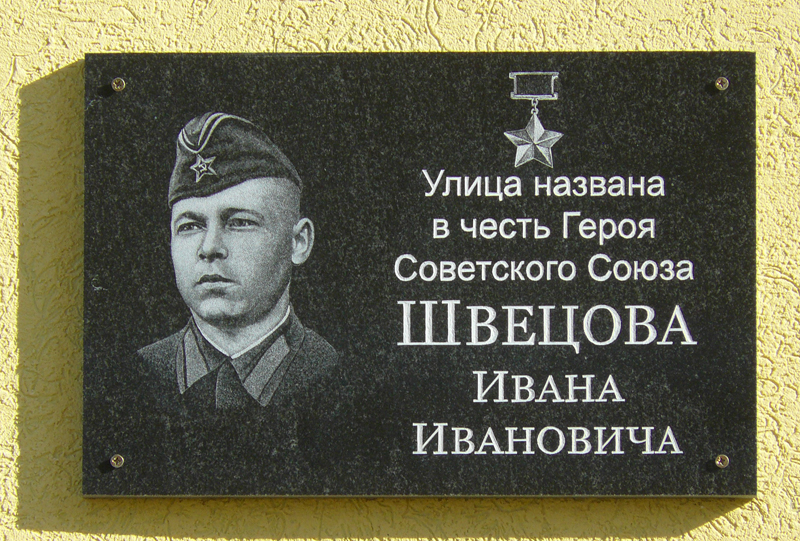 Улица названа
в честь Героя
Советского Союза
ШВЕЦОВА
ИВАНА
ИВАНОВИЧА